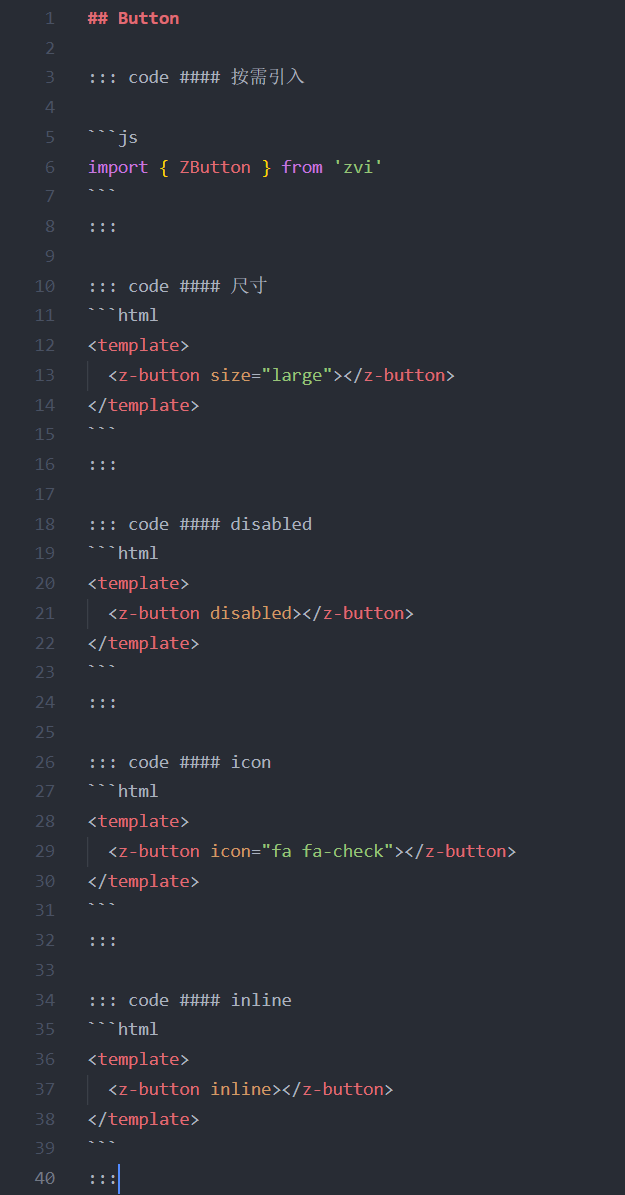 1 ## Button
2
3 ::: code #### 按需引入
4
5 ```js
6 import { ZButton } from 'zvi'
7 ```
8 :::
9
10 ::: code #### 尺寸
11 ```html
12 <template>
13   <z-button size="large"></z-button>
14 </template>
15 ```
16 :::
17
18 ::: code #### disabled
19 ```html
20 <template>
21   <z-button disabled></z-button>
22 </template>
23 ```
24 :::
25
26 ::: code #### icon
27 ```html
28 <template>
29   <z-button icon="fa fa-check"></z-button>
30 </template>
31 ```
32 :::
33
34 ::: code #### inline
35 ```html
36 <template>
37   <z-button inline></z-button>
38 </template>
39 ```
40 :::